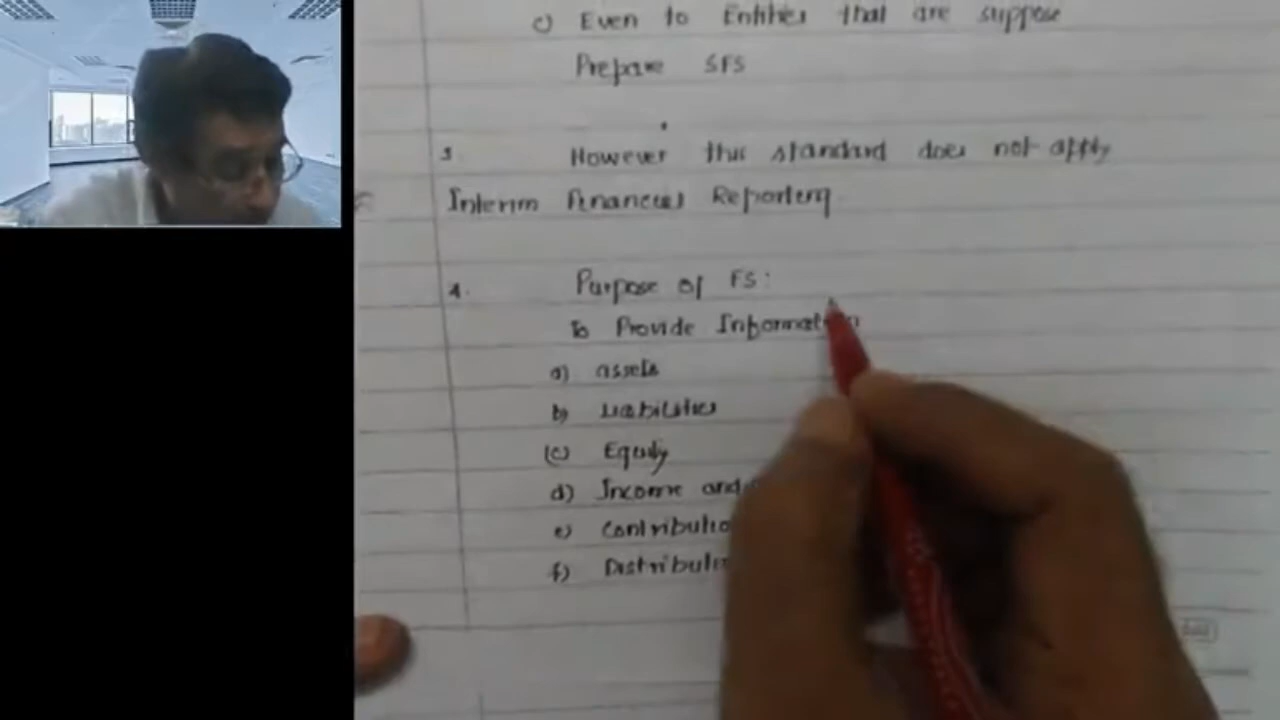 c) Even to Entities that are suppose
Prepare SFS
3 However this standard does not apply
Interim Financial Reporting
4. Purpose of FS:
To Provide Information
a) assets
b) Liabilities
(c) Equity
d) Income and
e) Contributio
f) Distributio